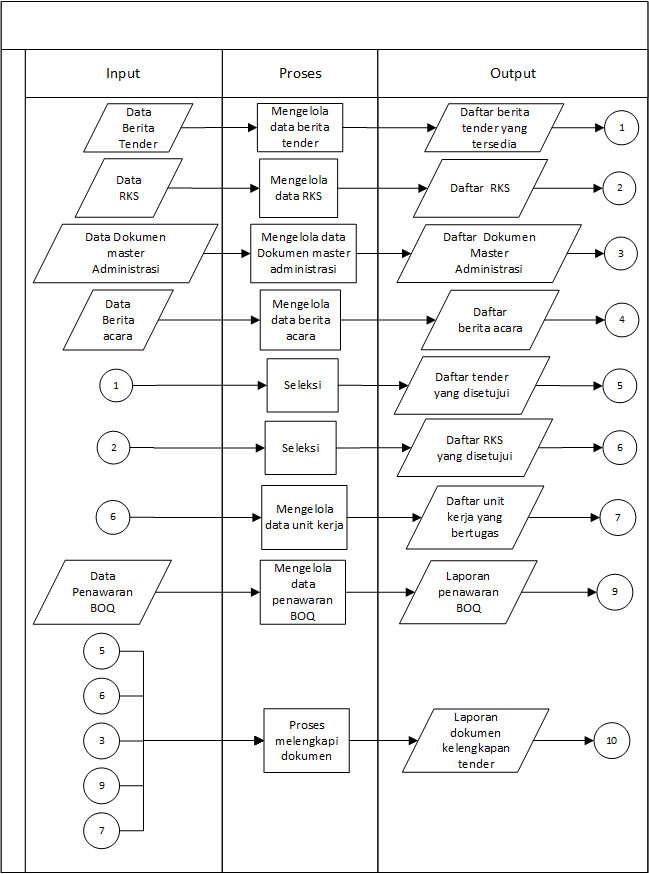 Input
Proses
Output
Data
Berita
Tender
Mengelola
data berita
tender
Daftar berita
tender yang
tersedia
1
Data
RKS
Mengelola
data RKS
Daftar RKS
2
Data Dokumen
master
Administrasi
Mengelola data
Dokumen master
administrasi
Daftar Dokumen
Master
Administrasi
3
Data
Berita
acara
Mengelola
data berita
acara
Daftar
berita acara
4
1
Seleksi
Daftar tender
yang disetujui
5
2
Seleksi
Daftar RKS
yang disetujui
6
6
Mengelola
data unit kerja
Daftar unit
kerja yang
bertugas
7
Data
Penawaran
BOQ
Mengelola
data
penawaran
BOQ
Laporan
penawaran
BOQ
9
5
6
3
9
7
Proses
melengkapi
dokumen
Laporan
dokumen
kelengkapan
tender
10